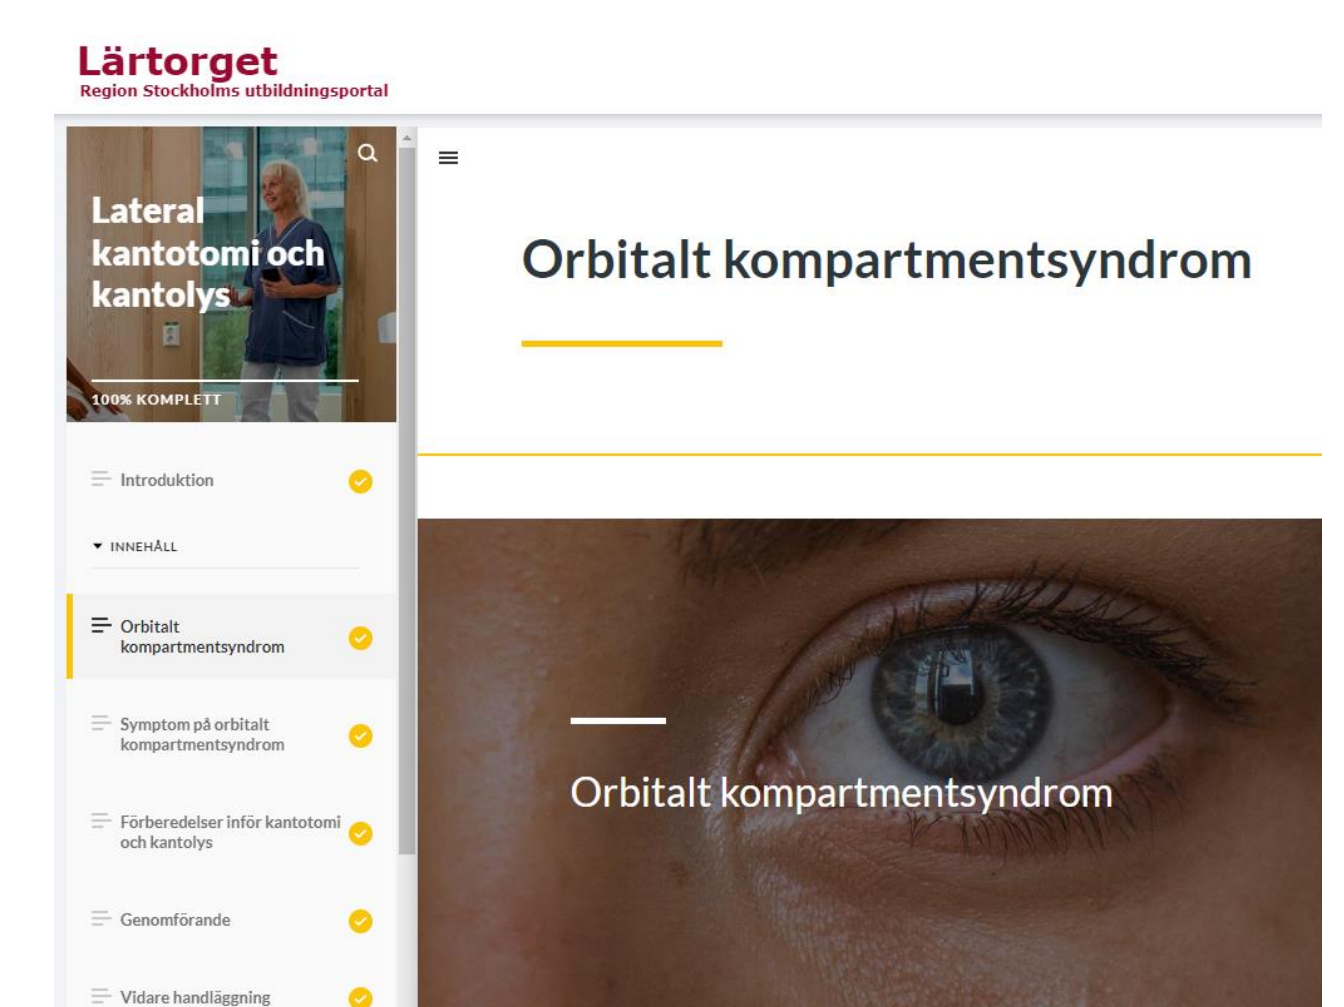 Lärtorget
Region Stockholms utbildningsportal
Lateral
kantotomi och
kantolys
100% KOMPLETT
Introduktion
INNEHÅLL
Orbitalt
kompartmentsyndrom
Symptom på orbitalt
kompartmentsyndrom
Förberedelser inför kantotomi
och kantolys
Genomförande
Vidare handläggning
Orbitalt kompartmentsyndrom
Orbitalt kompartmentsyndrom